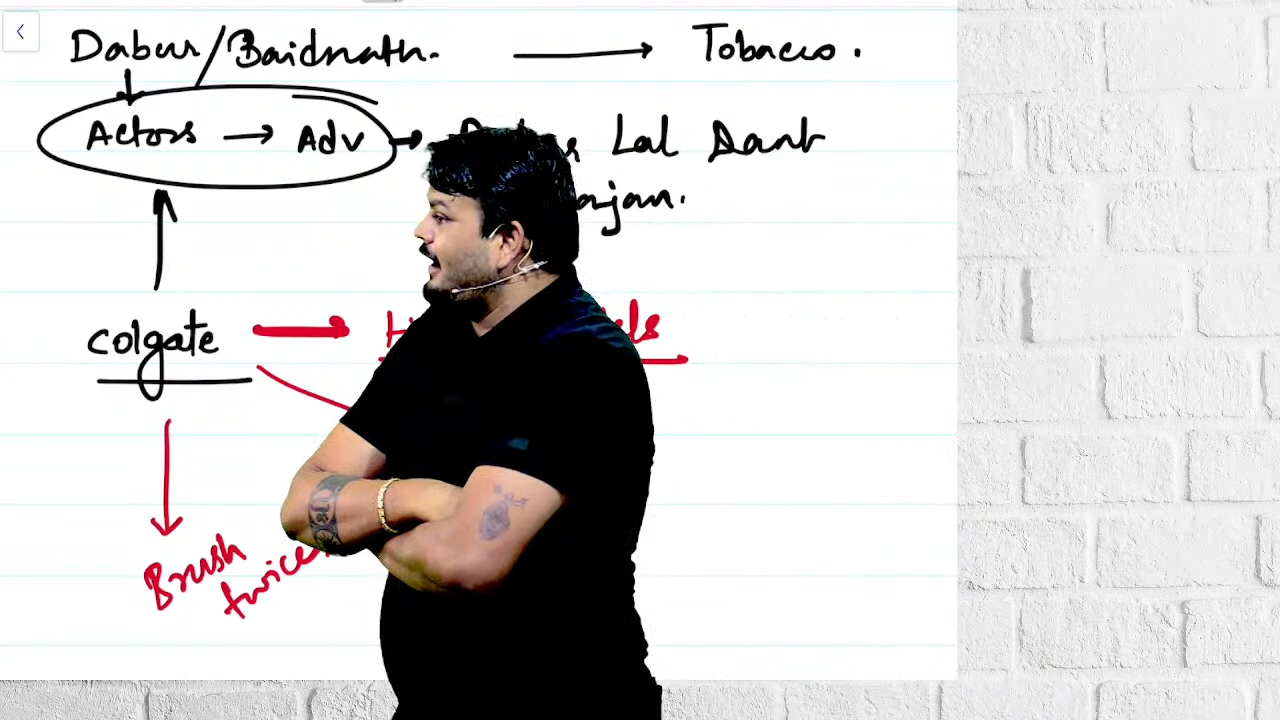 Dabur/Baidnath. → Tobacco.
Actors → Adv → Lal Dant
colgate →
Brush
twice